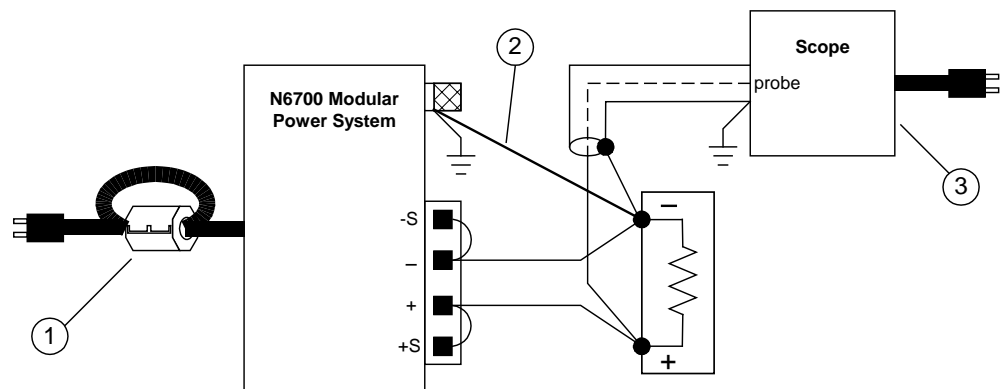 2
Scope
probe
N6700 Modular
Power System
3
-S
–
–
+
+S
+
1